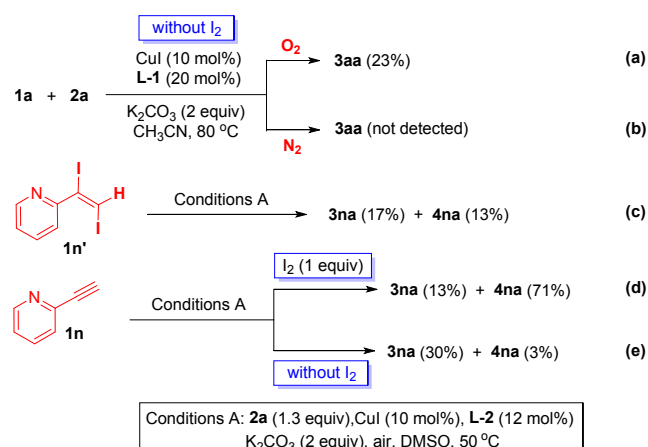 without I2
CuI (10 mol%)
L-1 (20 mol%)
O2
3aa (23%)
(a)
1a + 2a
K2CO3 (2 equiv)
CH3CN, 80 oC
3aa (not detected)
(b)
N2
I
N
H
I
1n'
Conditions A
3na (17%) + 4na (13%)
(c)
I2 (1 equiv)
3na (13%) + 4na (71%)
(d)
N
1n
Conditions A
3na (30%) + 4na (3%)
(e)
without I2
Conditions A: 2a (1.3 equiv),CuI (10 mol%), L-2 (12 mol%)
K2CO3 (2 equiv), air, DMSO, 50 oC